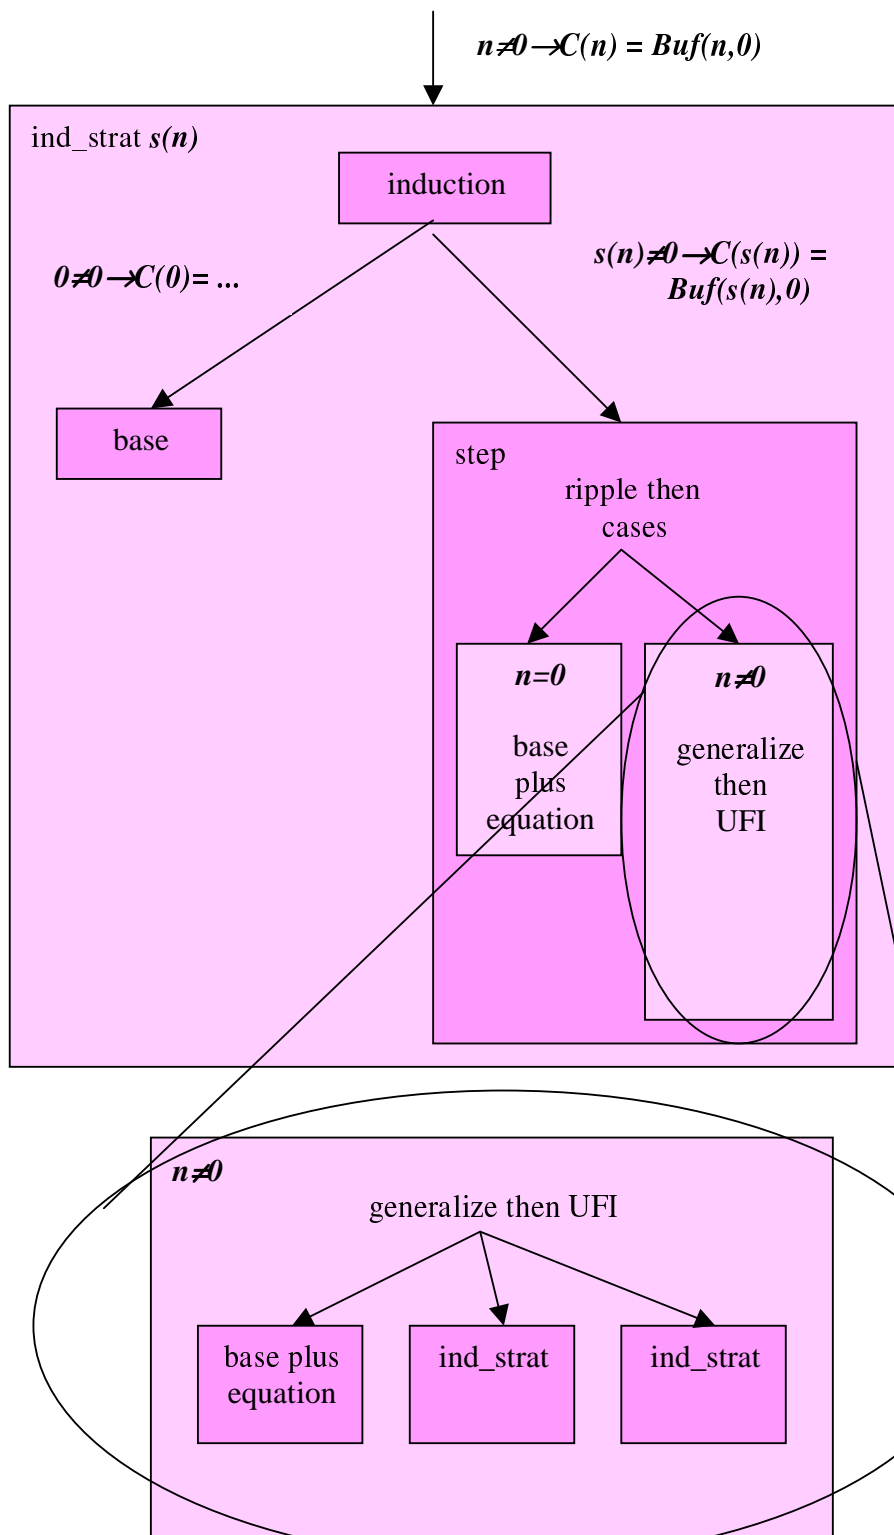 n≠0→C(n) = Buf(n,0)
ind_strat s(n)
induction
0≠0→C(0)= ...
s(n)≠0→C(s(n)) =
Buf(s(n),0)
base
step
ripple then
cases
n=0
base
plus
equation
n≠0
generalize
then
UFI
n≠0
generalize then UFI
base plus
equation
ind_strat
ind_strat